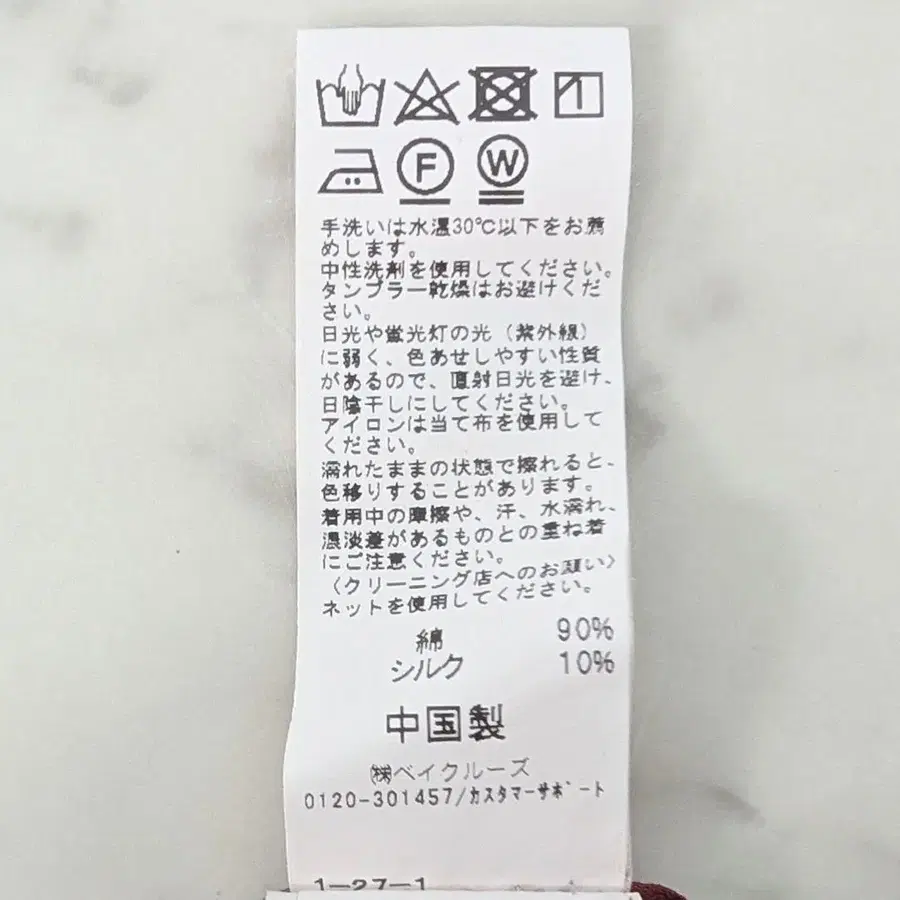 F W
手洗いは水温30℃以下をお薦
めします。
中性洗剤を使用してください。
タンブラー乾燥はお避けくだ
さい。
日光や蛍光灯の光（紫外線）
に弱く、色あせしやすい性質
があるので、直射日光を避け、
日陰干しにしてください。
アイロンは当て布を使用して
ください。
濡れたままの状態で擦れると、
色移りすることがあります。
着用中の摩擦や、汗、水濡れ、
濃淡差があるものとの重ね着
にご注意ください。
〈クリーニング店へのお願い〉
ネットを使用してください。
綿 90%
シルク 10%
中国製
㈱ベイクルーズ
0120-301457/ｶｽﾀﾏｰｻﾎﾟｰﾄ
1-27-1